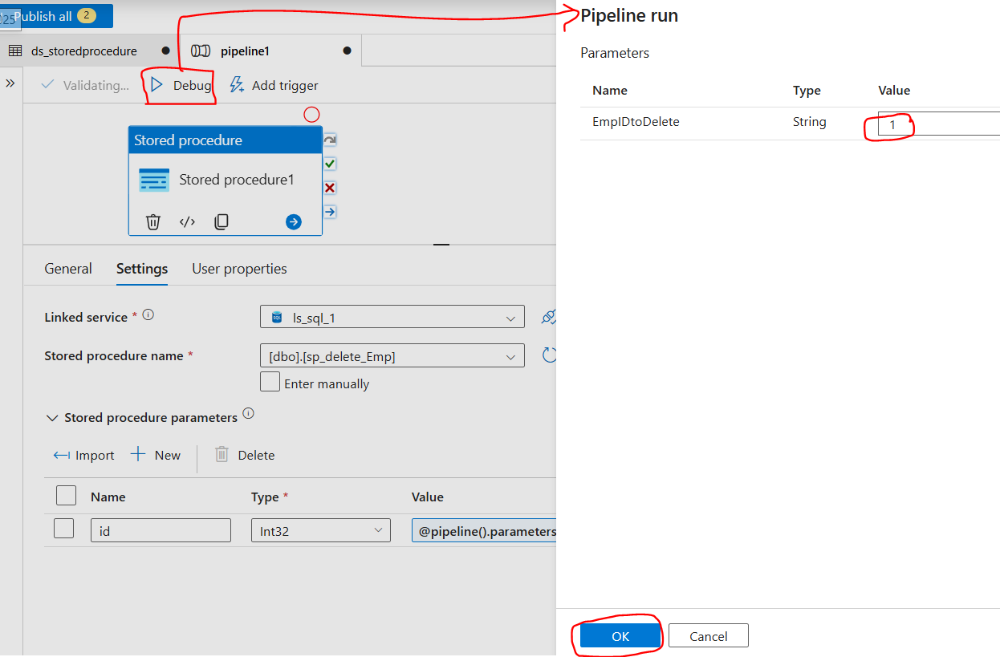 Publish all 2
25
ds_storedprocedure
pipeline1
Validating...
Debug
Add trigger
Stored procedure
Stored procedure1
General
Settings
User properties
Linked service *
ls_sql_1
Stored procedure name *
[dbo].[sp_delete_Emp]
Enter manually
Stored procedure parameters
Import
New
Delete
Name
Type *
Value
id
Int32
@pipeline().parameters
Pipeline run
Parameters
Name Type Value
EmpIDtoDelete String 1
OK
Cancel